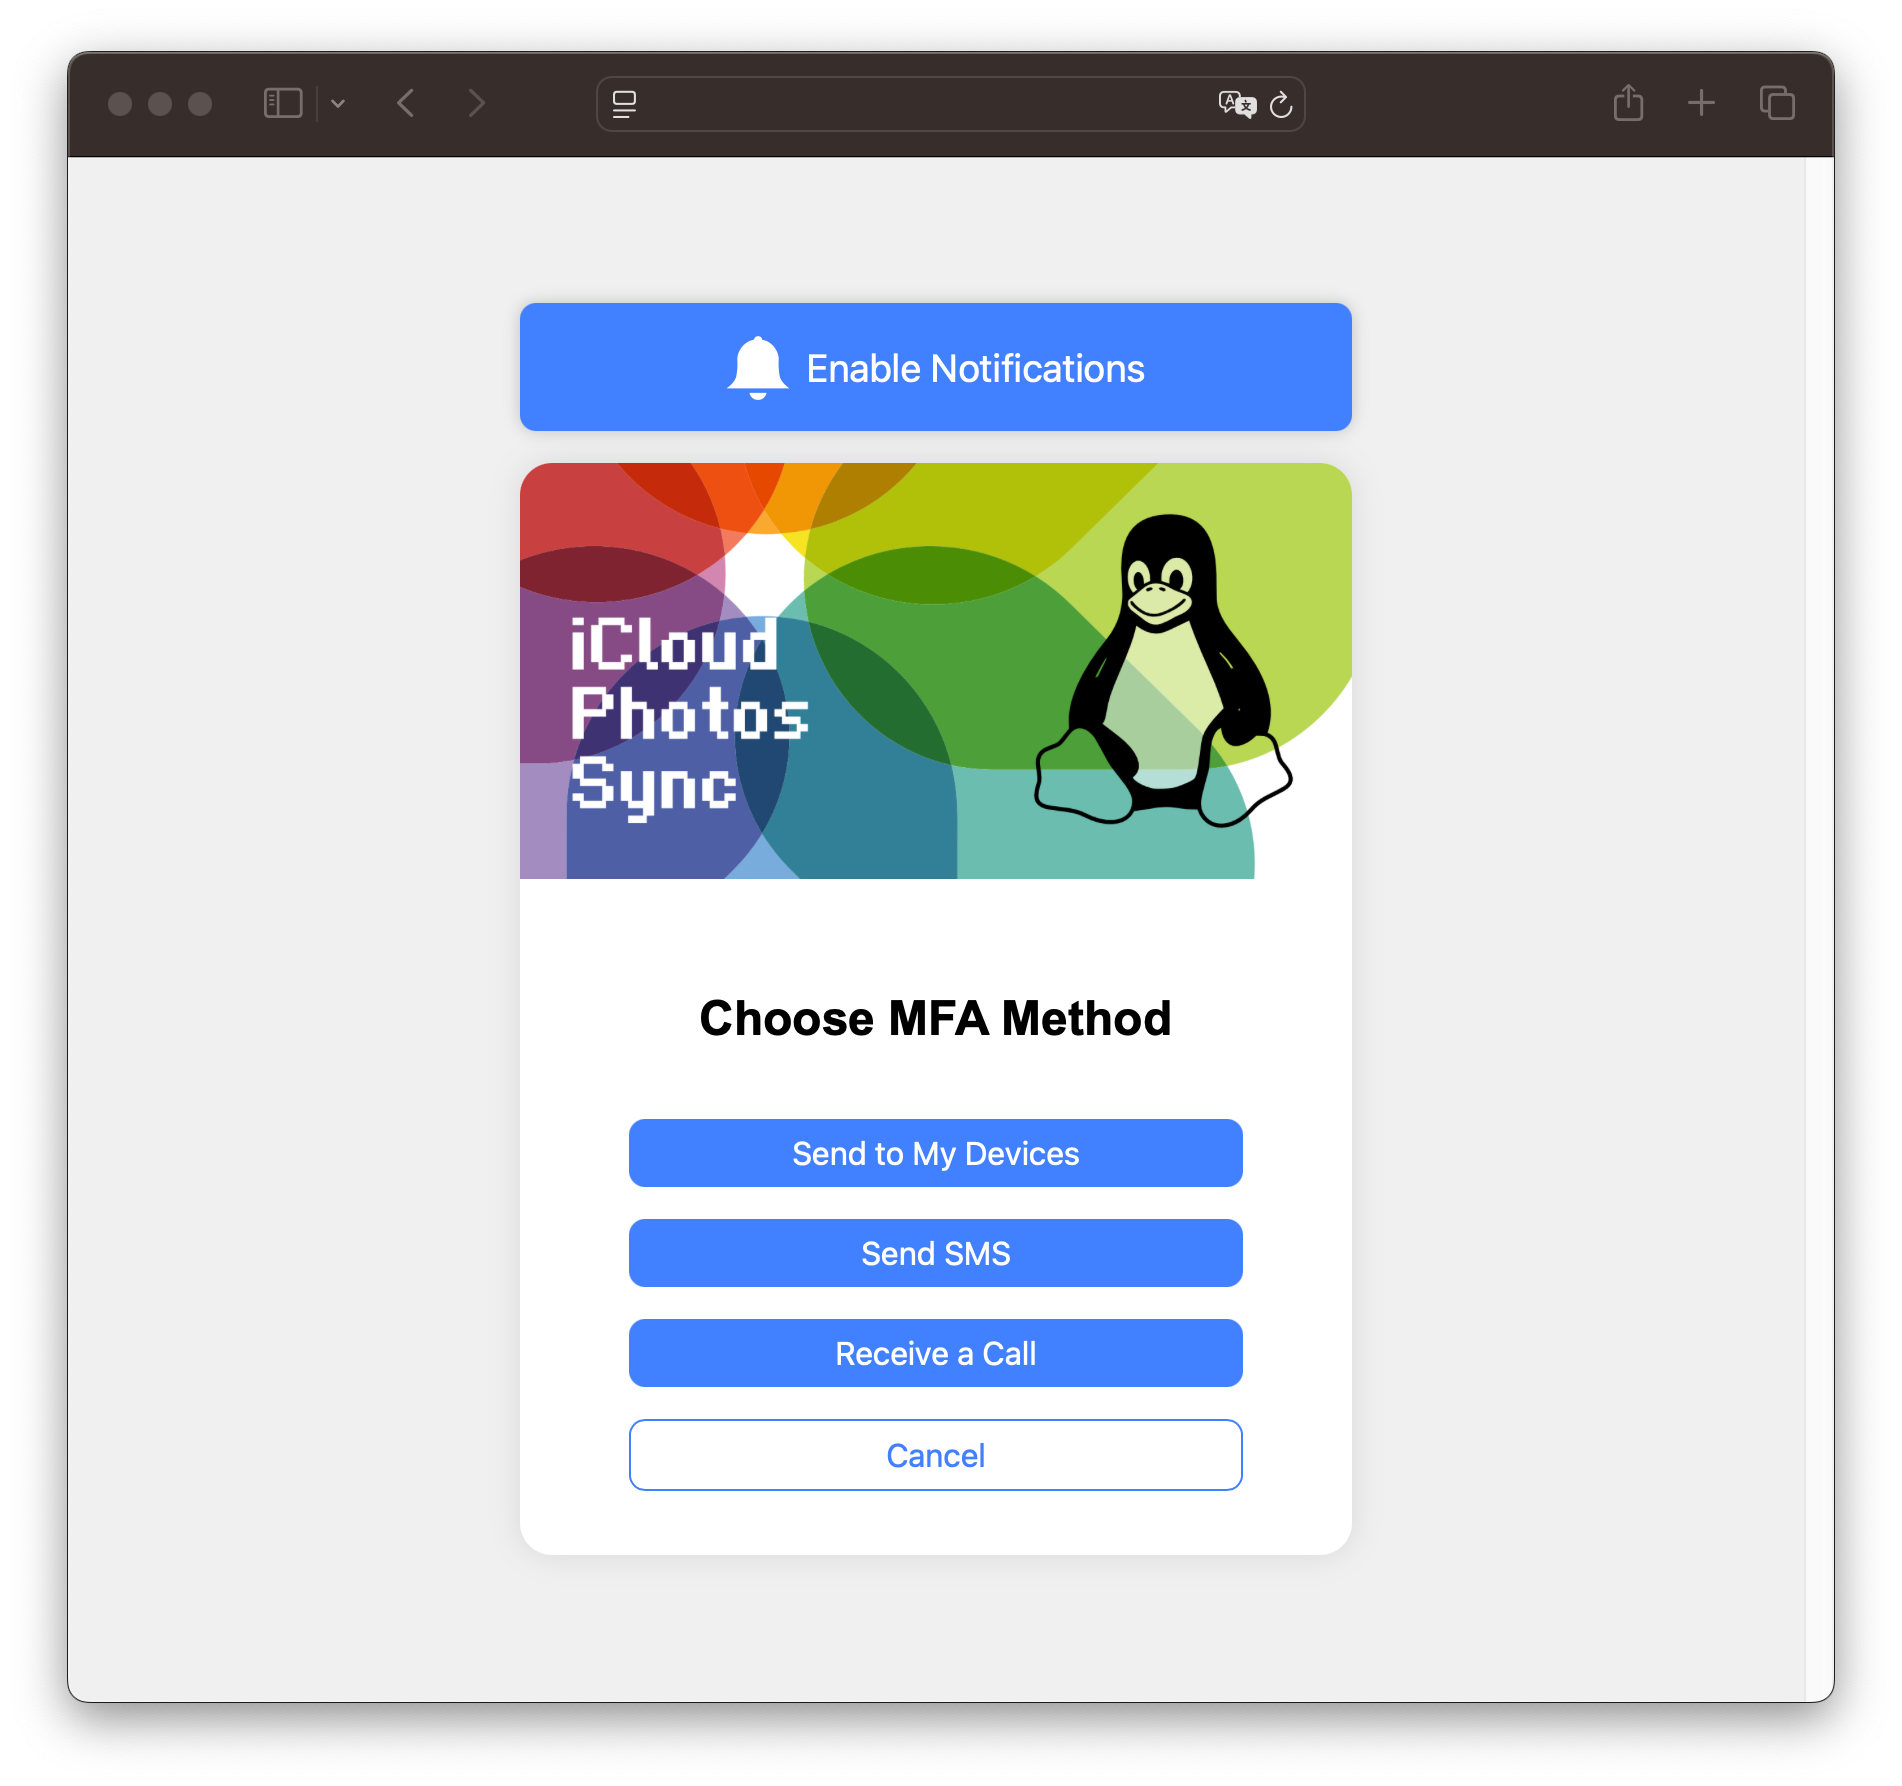 Enable Notifications
iCloud
Photos
Sync
Choose MFA Method
Send to My Devices
Send SMS
Receive a Call
Cancel